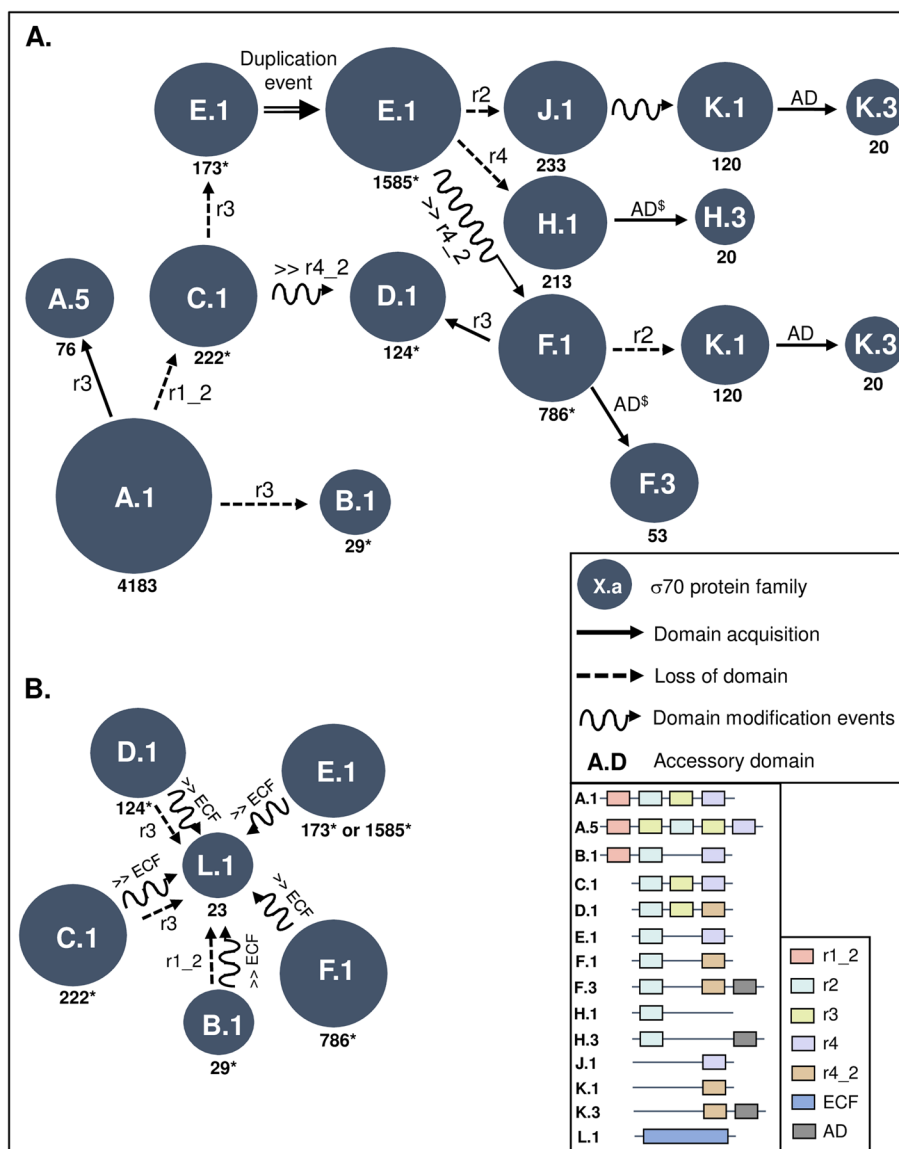 A.
Duplication
event
E.1
173*
E.1
1585*
r2
J.1
233
K.1
120
AD
K.3
20
r4
H.1
213
AD$
H.3
20
>> r4_2
r3
A.5
76
C.1
222*
>> r4_2
D.1
124*
r3
F.1
786*
r2
K.1
120
AD
K.3
20
r3
r1_2
AD$
F.3
53
A.1
4183
r3
B.1
29*
X.a σ70 protein family
Domain acquisition
Loss of domain
Domain modification events
A.D Accessory domain
B.
D.1
124*
>> ECF
r3
E.1
173* or 1585*
>> ECF
L.1
23
C.1
222*
>> ECF
r3
r1_2
>> ECF
B.1
29*
>> ECF
F.1
786*
A.1
A.5
B.1
C.1
D.1
E.1
F.1
F.3
H.1
H.3
J.1
K.1
K.3
L.1
r1_2
r2
r3
r4
r4_2
ECF
AD